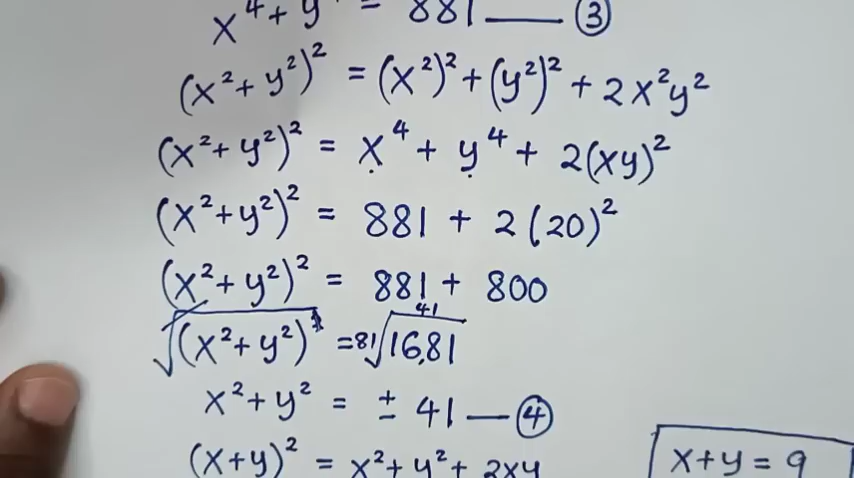 x⁴ + y⁴ = 881 —— ③
(x² + y²)² = (x²)² + (y²)² + 2x²y²
(x² + y²)² = x⁴ + y⁴ + 2(xy)²
(x² + y²)² = 881 + 2(20)²
(x² + y²)² = 881 + 800
41
√(x² + y²)² = 81√16,81
x² + y² = ± 41 — ④
(x + y)² = x² + y² + 2xy
x + y = 9